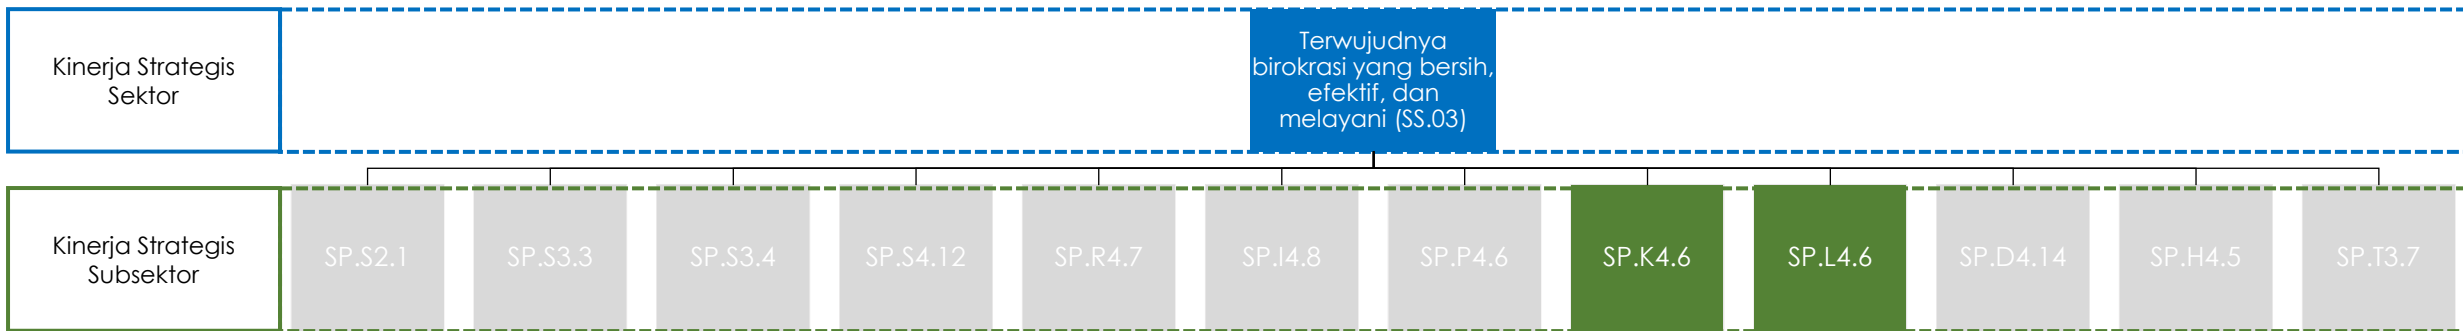 Kinerja Strategis
Sektor
Terwujudnya
birokrasi yang bersih,
efektif, dan
melayani (SS.03)
Kinerja Strategis
Subsektor
SP.S2.1
SP.S3.3
SP.S3.4
SP.S4.12
SP.R4.7
SP.I4.8
SP.P4.6
SP.K4.6
SP.L4.6
SP.D4.14
SP.H4.5
SP.T3.7